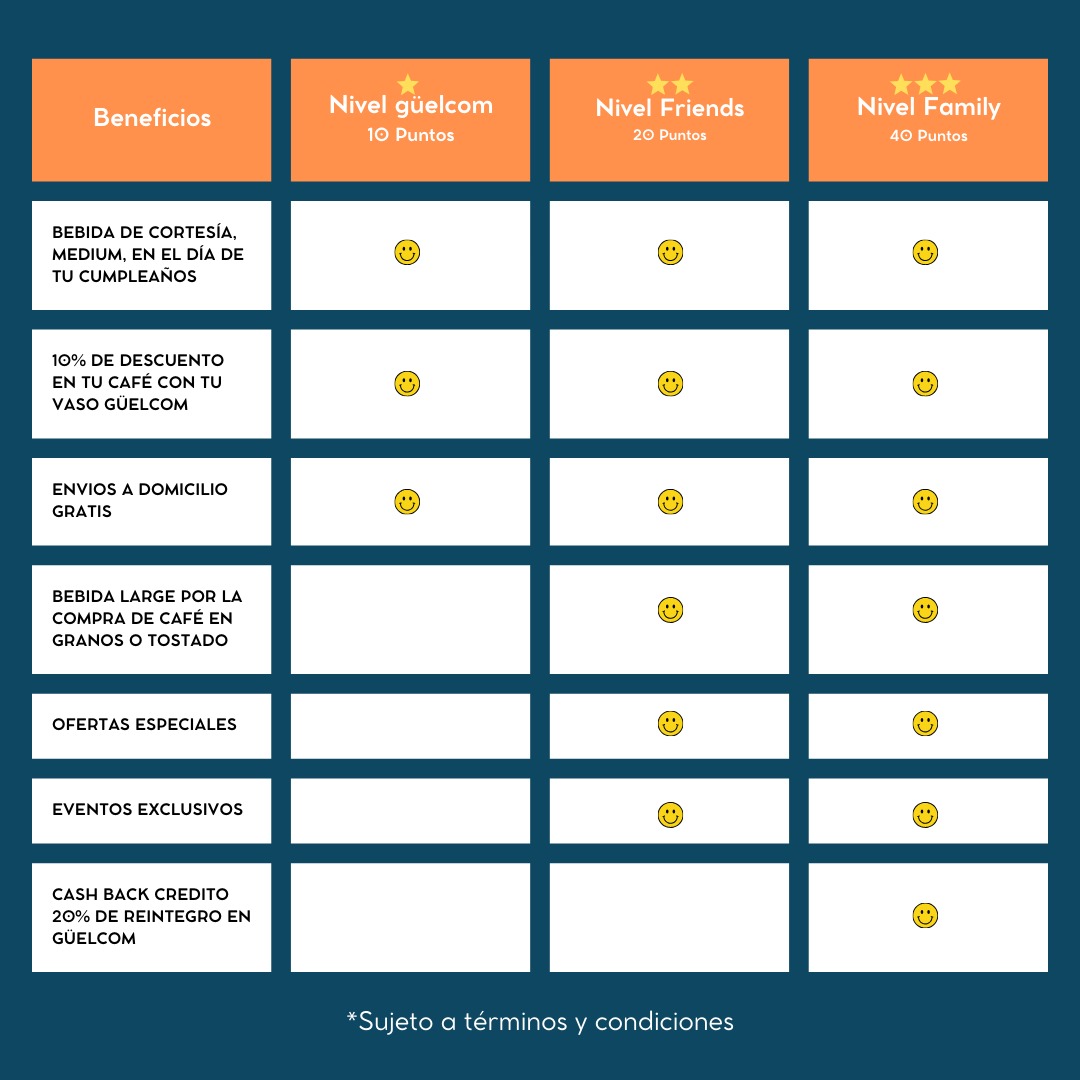 Beneficios
Nivel güelcom
10 Puntos
Nivel Friends
20 Puntos
Nivel Family
40 Puntos
BEBIDA DE CORTESÍA,
MEDIUM, EN EL DÍA DE
TU CUMPLEAÑOS
10% DE DESCUENTO
EN TU CAFÉ CON TU
VASO GÜELCOM
ENVIOS A DOMICILIO
GRATIS
BEBIDA LARGE POR LA
COMPRA DE CAFÉ EN
GRANOS O TOSTADO
OFERTAS ESPECIALES
EVENTOS EXCLUSIVOS
CASH BACK CREDITO
20% DE REINTEGRO EN
GÜELCOM
*Sujeto a términos y condiciones